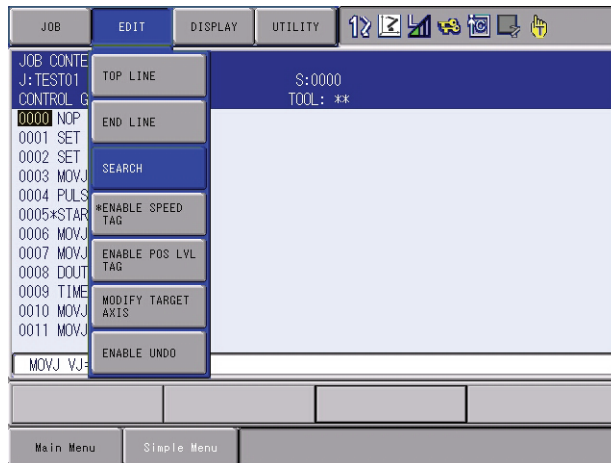 JOB EDIT DISPLAY UTILITY
JOB CONTE
J:TEST01 S:0000
CONTROL G TOOL: **
0000 NOP
0001 SET
0002 SET
0003 MOVJ
0004 PULS
0005*STAR
0006 MOVJ
0007 MOVJ
0008 DOUT
0009 TIME
0010 MOVJ
0011 MOVJ
MOVJ VJ=
TOP LINE
END LINE
SEARCH
*ENABLE SPEED
TAG
ENABLE POS LVL
TAG
MODIFY TARGET
AXIS
ENABLE UNDO
Main Menu Simple Menu